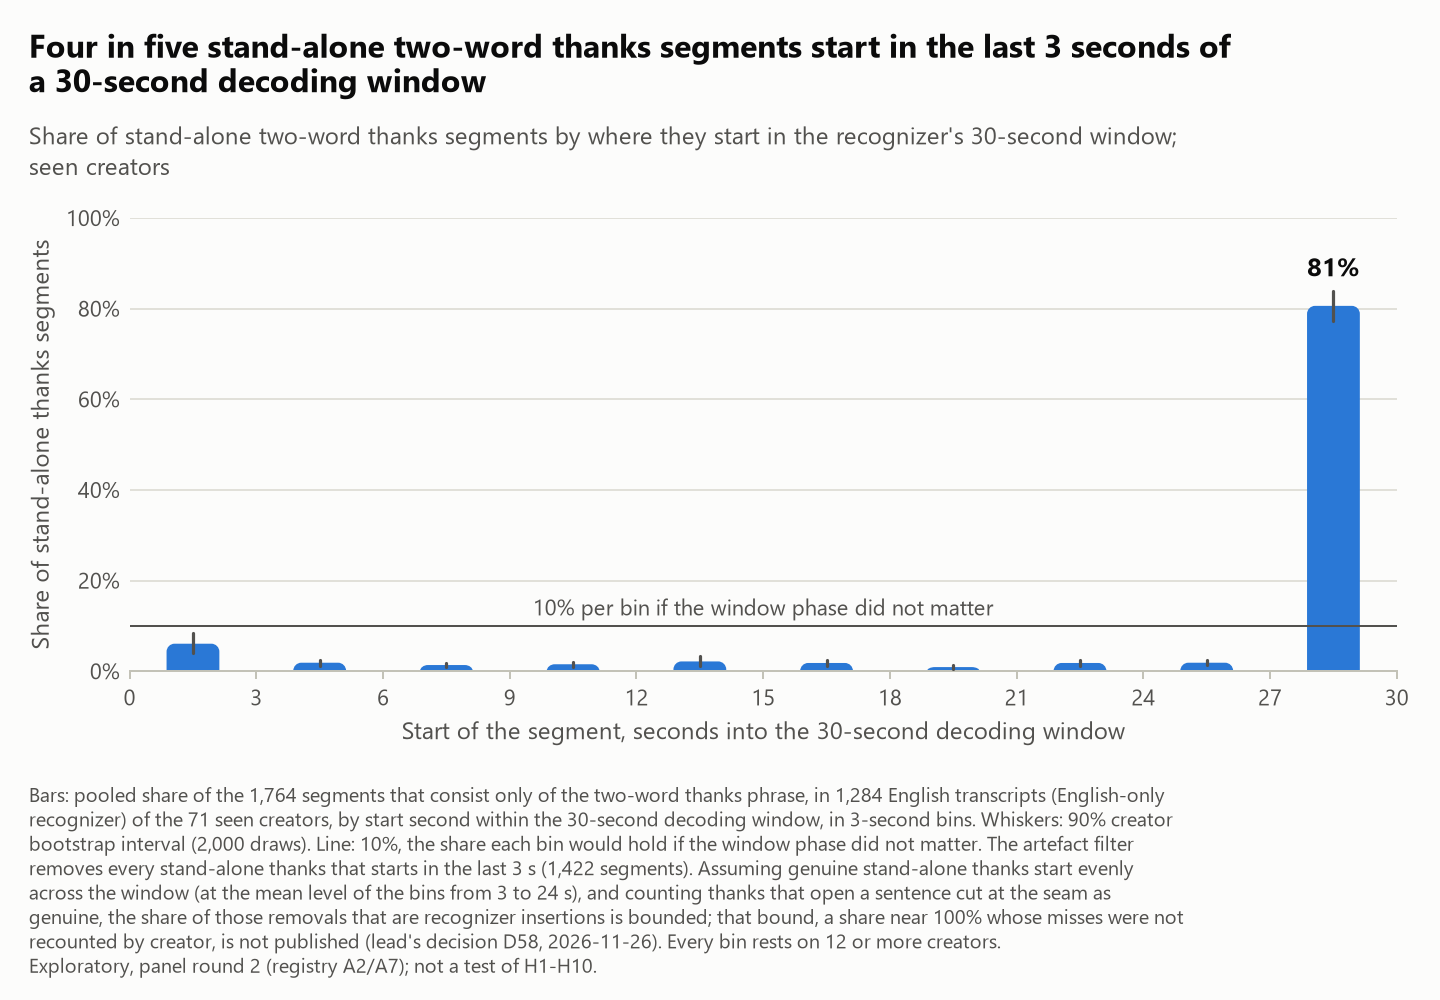 Four in five stand-alone two-word thanks segments start in the last 3 seconds of
a 30-second decoding window
Share of stand-alone two-word thanks segments by where they start in the recognizer's 30-second window;
seen creators
Share of stand-alone thanks segments
100%
80%
60%
40%
20%
0%
81%
10% per bin if the window phase did not matter
0 3 6 9 12 15 18 21 24 27 30
Start of the segment, seconds into the 30-second decoding window
Bars: pooled share of the 1,764 segments that consist only of the two-word thanks phrase, in 1,284 English transcripts (English-only
recognizer) of the 71 seen creators, by start second within the 30-second decoding window, in 3-second bins. Whiskers: 90% creator
bootstrap interval (2,000 draws). Line: 10%, the share each bin would hold if the window phase did not matter. The artefact filter
removes every stand-alone thanks that starts in the last 3 s (1,422 segments). Assuming genuine stand-alone thanks start evenly
across the window (at the mean level of the bins from 3 to 24 s), and counting thanks that open a sentence cut at the seam as
genuine, the share of those removals that are recognizer insertions is bounded; that bound, a share near 100% whose misses were not
recounted by creator, is not published (lead's decision D58, 2026-11-26). Every bin rests on 12 or more creators.
Exploratory, panel round 2 (registry A2/A7); not a test of H1-H10.